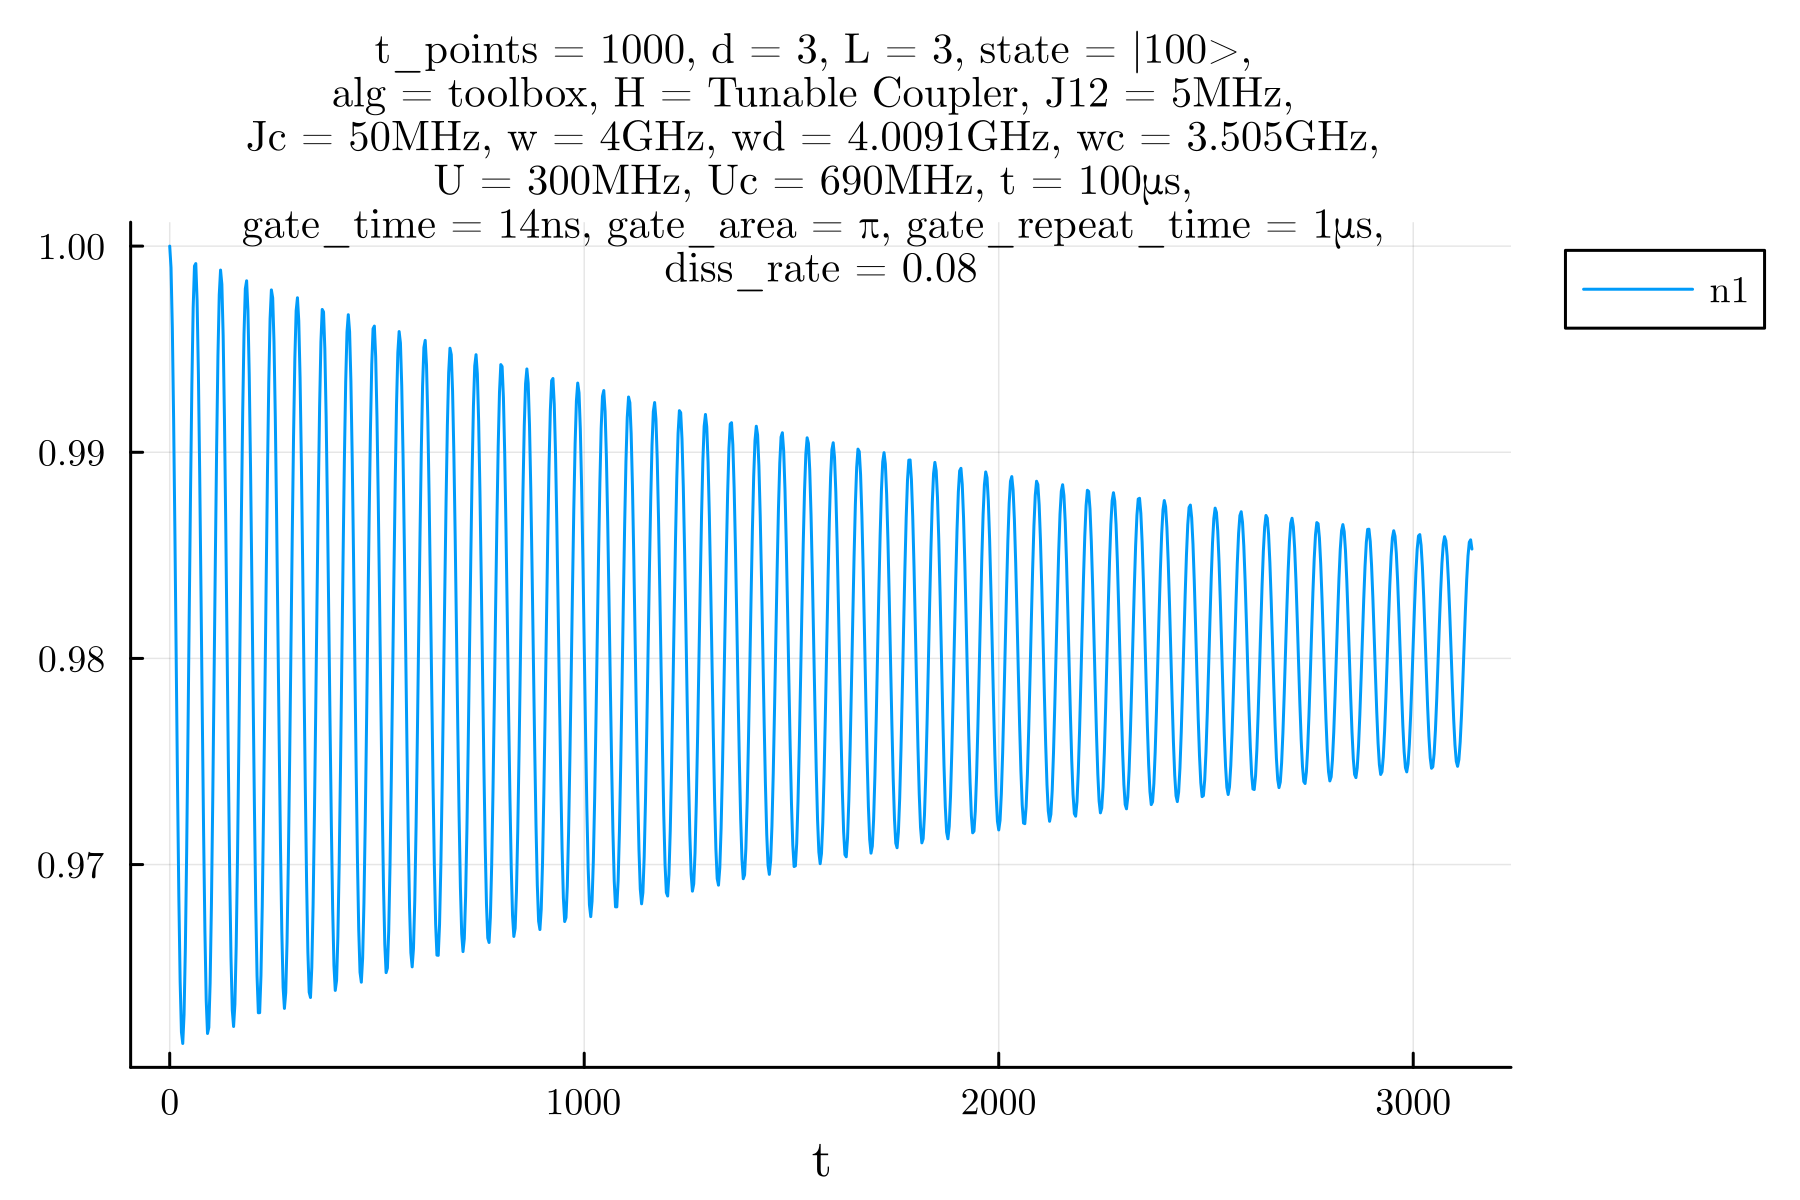 t_points = 1000, d = 3, L = 3, state = |100>,
alg = toolbox, H = Tunable Coupler, J12 = 5MHz,
Jc = 50MHz, w = 4GHz, wd = 4.0091GHz, wc = 3.505GHz,
U = 300MHz, Uc = 690MHz, t = 100μs,
gate_time = 14ns, gate_area = π, gate_repeat_time = 1μs,
diss_rate = 0.08
1.00
0.99
0.98
0.97
n1
0 1000 2000 3000
t